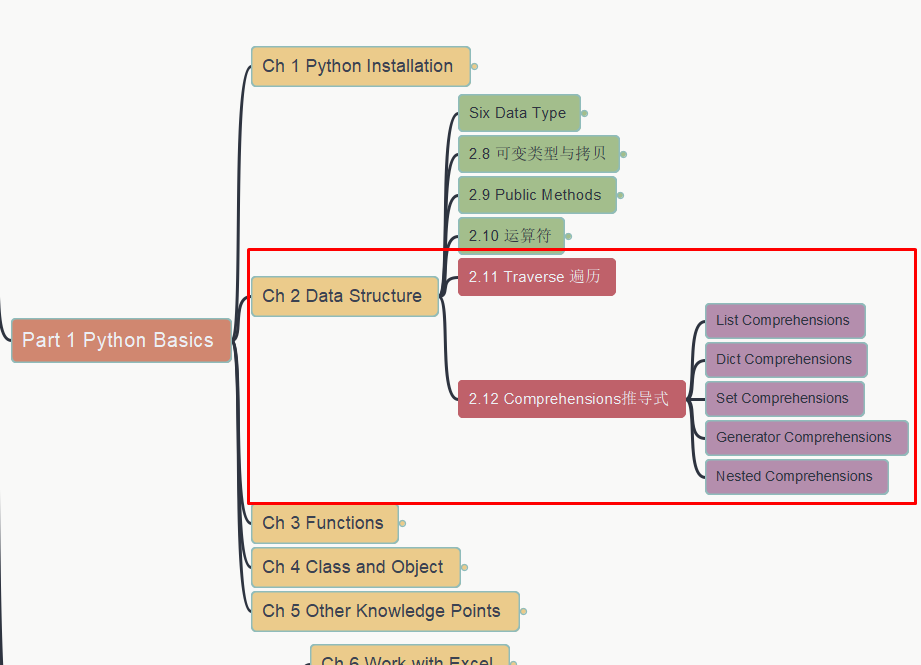 Ch 1 Python Installation
Six Data Type
2.8 可变类型与拷贝
2.9 Public Methods
2.10 运算符
Ch 2 Data Structure
2.11 Traverse 遍历
List Comprehensions
Dict Comprehensions
2.12 Comprehensions推导式
Set Comprehensions
Generator Comprehensions
Nested Comprehensions
Part 1 Python Basics
Ch 3 Functions
Ch 4 Class and Object
Ch 5 Other Knowledge Points
Ch 6 Work with Excel